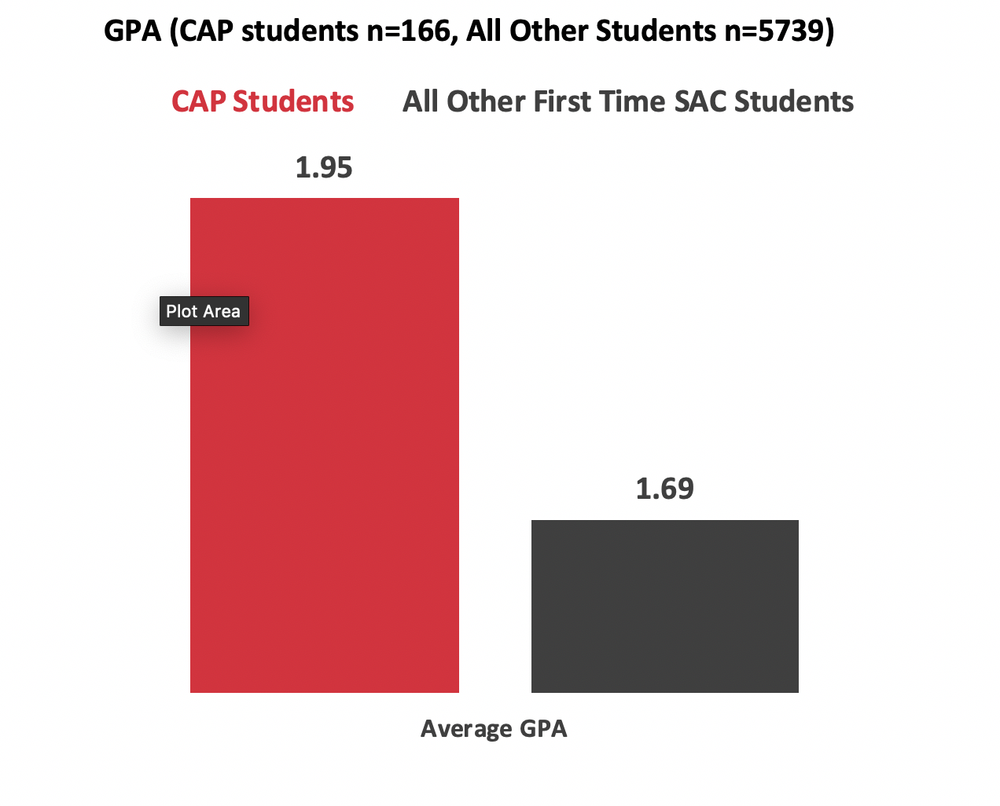 GPA (CAP students n=166, All Other Students n=5739)
CAP Students All Other First Time SAC Students
1.95
Plot Area
1.69
Average GPA